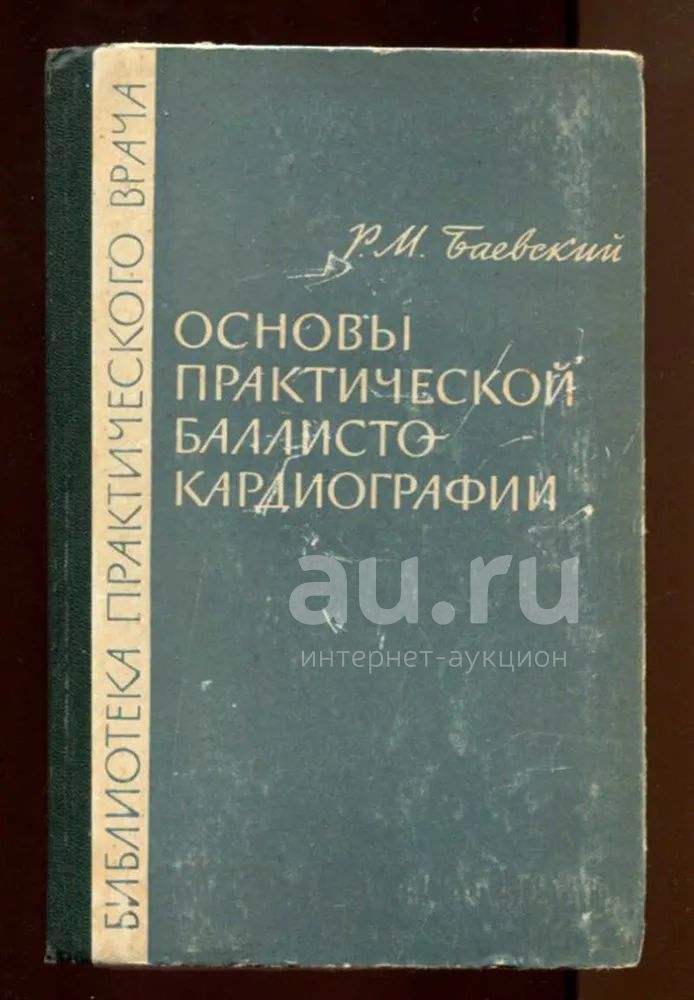 БИБЛИОТЕКА ПРАКТИЧЕСКОГО ВРАЧА
Р.М. Баевский
ОСНОВЫ
ПРАКТИЧЕСКОЙ
БАЛЛИСТО-
КАРДИОГРАФИИ
au.ru
интернет-аукцион